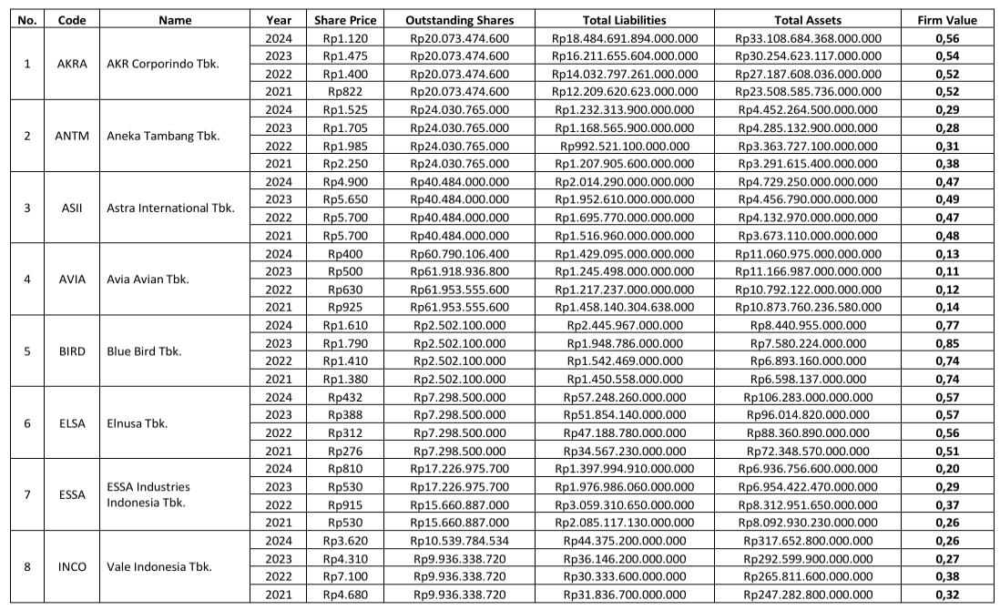 No. Code Name Year Share Price Outstanding Shares Total Liabilities Total Assets Firm Value
1 AKRA AKR Corporindo Tbk. 2024 Rp1.120 Rp20.073.474.600 Rp18.484.691.894.000.000 Rp33.108.684.368.000.000 0,56
2023 Rp1.475 Rp20.073.474.600 Rp16.211.655.604.000.000 Rp30.254.623.117.000.000 0,54
2022 Rp1.400 Rp20.073.474.600 Rp14.032.797.261.000.000 Rp27.187.608.036.000.000 0,52
2021 Rp822 Rp20.073.474.600 Rp12.209.620.623.000.000 Rp23.508.585.736.000.000 0,52
2 ANTM Aneka Tambang Tbk. 2024 Rp1.525 Rp24.030.765.000 Rp1.232.313.900.000.000 Rp4.452.264.500.000.000 0,29
2023 Rp1.705 Rp24.030.765.000 Rp1.168.565.900.000.000 Rp4.285.132.900.000.000 0,28
2022 Rp1.985 Rp24.030.765.000 Rp992.521.100.000.000 Rp3.363.727.100.000.000 0,31
2021 Rp2.250 Rp24.030.765.000 Rp1.207.905.600.000.000 Rp3.291.615.400.000.000 0,38
3 ASII Astra International Tbk. 2024 Rp4.900 Rp40.484.000.000 Rp2.014.290.000.000.000 Rp4.729.250.000.000.000 0,47
2023 Rp5.650 Rp40.484.000.000 Rp1.952.610.000.000.000 Rp4.456.790.000.000.000 0,49
2022 Rp5.700 Rp40.484.000.000 Rp1.695.770.000.000.000 Rp4.132.970.000.000.000 0,47
2021 Rp5.700 Rp40.484.000.000 Rp1.516.960.000.000.000 Rp3.673.110.000.000.000 0,48
4 AVIA Avia Avian Tbk. 2024 Rp400 Rp60.790.106.400 Rp1.429.095.000.000.000 Rp11.060.975.000.000.000 0,13
2023 Rp500 Rp61.918.936.800 Rp1.245.498.000.000.000 Rp11.166.987.000.000.000 0,11
2022 Rp630 Rp61.953.555.600 Rp1.217.237.000.000.000 Rp10.792.122.000.000.000 0,12
2021 Rp925 Rp61.953.555.600 Rp1.458.140.304.638.000 Rp10.873.760.236.580.000 0,14
5 BIRD Blue Bird Tbk. 2024 Rp1.610 Rp2.502.100.000 Rp2.445.967.000.000 Rp8.440.955.000.000 0,77
2023 Rp1.790 Rp2.502.100.000 Rp1.948.786.000.000 Rp7.580.224.000.000 0,85
2022 Rp1.410 Rp2.502.100.000 Rp1.542.469.000.000 Rp6.893.160.000.000 0,74
2021 Rp1.380 Rp2.502.100.000 Rp1.450.558.000.000 Rp6.598.137.000.000 0,74
6 ELSA Elnusa Tbk. 2024 Rp432 Rp7.298.500.000 Rp57.248.260.000.000 Rp106.283.000.000.000 0,57
2023 Rp388 Rp7.298.500.000 Rp51.854.140.000.000 Rp96.014.820.000.000 0,57
2022 Rp312 Rp7.298.500.000 Rp47.188.780.000.000 Rp88.360.890.000.000 0,56
2021 Rp276 Rp7.298.500.000 Rp34.567.230.000.000 Rp72.348.570.000.000 0,51
7 ESSA ESSA Industries Indonesia Tbk. 2024 Rp810 Rp17.226.975.700 Rp1.397.994.910.000.000 Rp6.936.756.600.000.000 0,20
2023 Rp530 Rp17.226.975.700 Rp1.976.986.060.000.000 Rp6.954.422.470.000.000 0,29
2022 Rp915 Rp15.660.887.000 Rp3.059.310.650.000.000 Rp8.312.951.650.000.000 0,37
2021 Rp530 Rp15.660.887.000 Rp2.085.117.130.000.000 Rp8.092.930.230.000.000 0,26
8 INCO Vale Indonesia Tbk. 2024 Rp3.620 Rp10.539.784.534 Rp44.375.200.000.000 Rp317.652.800.000.000 0,26
2023 Rp4.310 Rp9.936.338.720 Rp36.146.200.000.000 Rp292.599.900.000.000 0,27
2022 Rp7.100 Rp9.936.338.720 Rp30.333.600.000.000 Rp265.811.600.000.000 0,38
2021 Rp4.680 Rp9.936.338.720 Rp31.836.700.000.000 Rp247.282.800.000.000 0,32